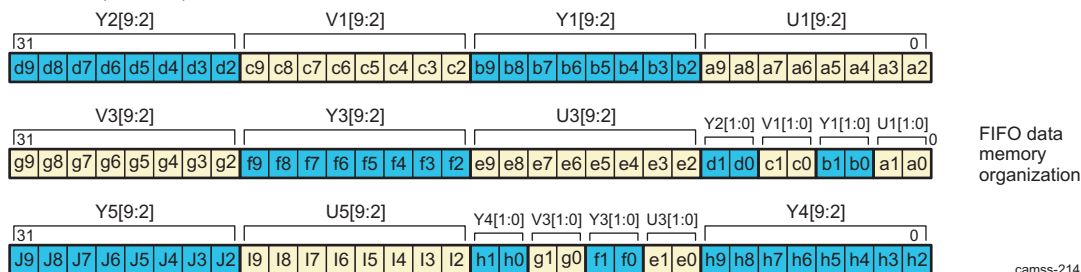 Y2[9:2] V1[9:2] Y1[9:2] U1[9:2]
31 0
d9 d8 d7 d6 d5 d4 d3 d2 c9 c8 c7 c6 c5 c4 c3 c2 b9 b8 b7 b6 b5 b4 b3 b2 a9 a8 a7 a6 a5 a4 a3 a2
V3[9:2] Y3[9:2] U3[9:2] Y2[1:0] V1[1:0] Y1[1:0] U1[1:0]
31 0
g9 g8 g7 g6 g5 g4 g3 g2 f9 f8 f7 f6 f5 f4 f3 f2 e9 e8 e7 e6 e5 e4 e3 e2 d1 d0 c1 c0 b1 b0 a1 a0
FIFO data
memory
organization
Y5[9:2] U5[9:2] Y4[1:0] V3[1:0] Y3[1:0] U3[1:0] Y4[9:2]
31 0
J9 J8 J7 J6 J5 J4 J3 J2 I9 I8 I7 I6 I5 I4 I3 I2 h1 h0 g1 g0 f1 f0 e1 e0 h9 h8 h7 h6 h5 h4 h3 h2
camss-214